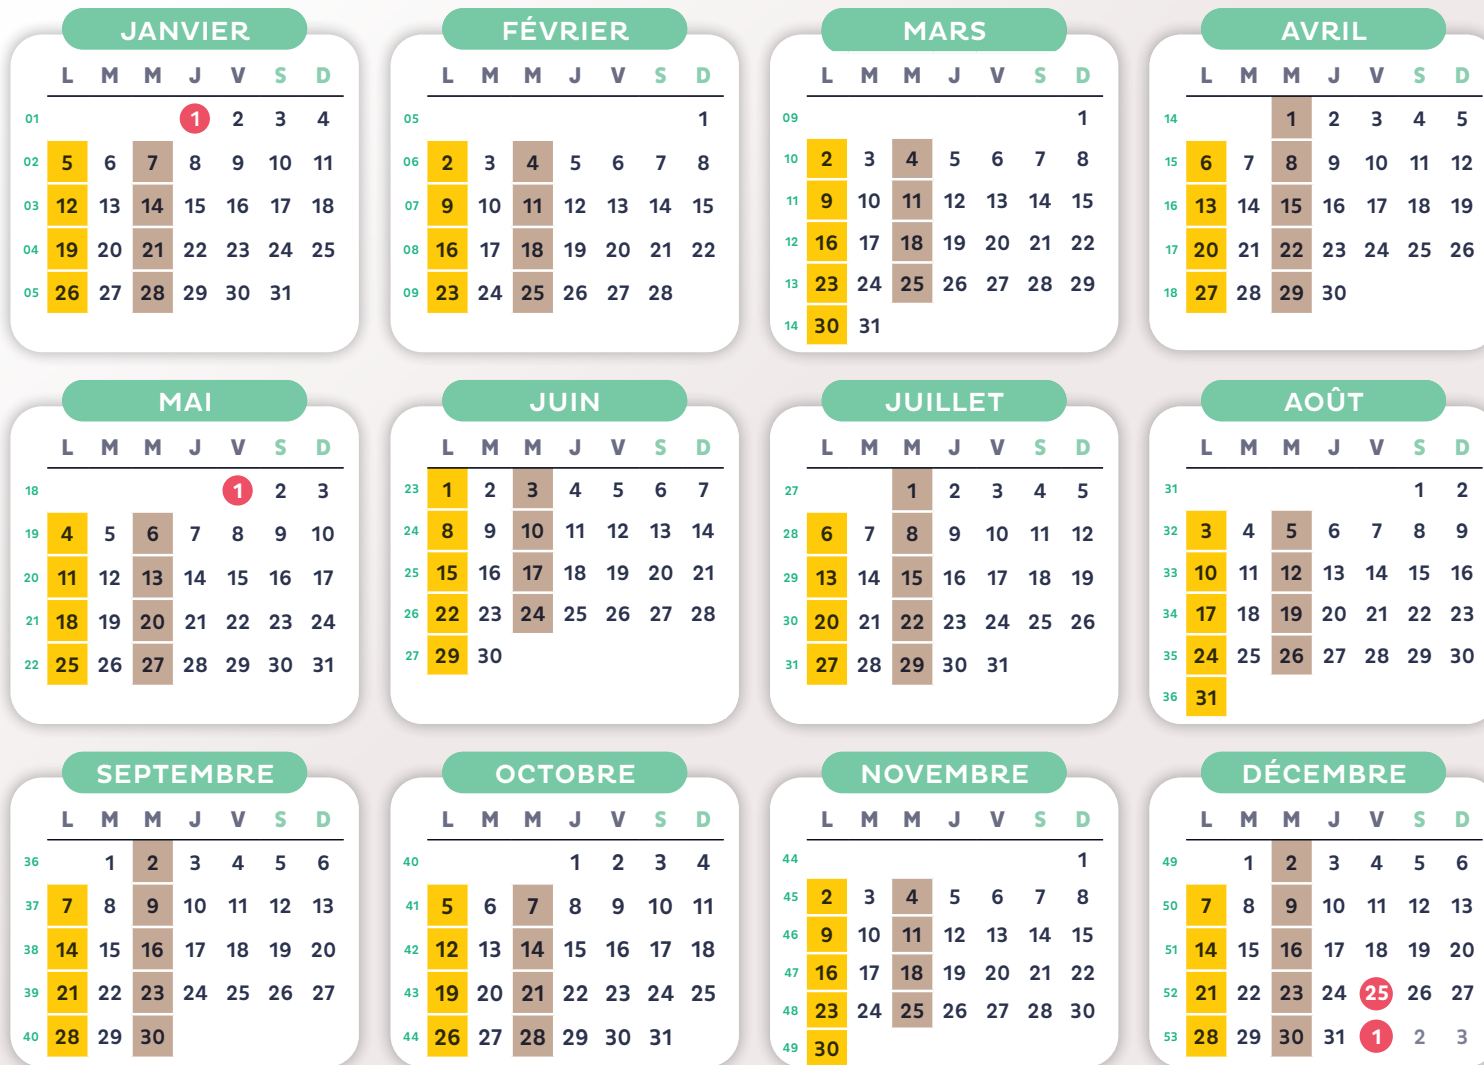 JANVIER
L M M J V S D
01 1 2 3 4
02 5 6 7 8 9 10 11
03 12 13 14 15 16 17 18
04 19 20 21 22 23 24 25
05 26 27 28 29 30 31
FÉVRIER
L M M J V S D
05 1
06 2 3 4 5 6 7 8
07 9 10 11 12 13 14 15
08 16 17 18 19 20 21 22
09 23 24 25 26 27 28
MARS
L M M J V S D
09 1
10 2 3 4 5 6 7 8
11 9 10 11 12 13 14 15
12 16 17 18 19 20 21 22
13 23 24 25 26 27 28 29
14 30 31
AVRIL
L M M J V S D
14 1 2 3 4 5
15 6 7 8 9 10 11 12
16 13 14 15 16 17 18 19
17 20 21 22 23 24 25 26
18 27 28 29 30
MAI
L M M J V S D
18 1 2 3
19 4 5 6 7 8 9 10
20 11 12 13 14 15 16 17
21 18 19 20 21 22 23 24
22 25 26 27 28 29 30 31
JUIN
L M M J V S D
23 1 2 3 4 5 6 7
24 8 9 10 11 12 13 14
25 15 16 17 18 19 20 21
26 22 23 24 25 26 27 28
27 29 30
JUILLET
L M M J V S D
27 1 2 3 4 5
28 6 7 8 9 10 11 12
29 13 14 15 16 17 18 19
30 20 21 22 23 24 25 26
31 27 28 29 30 31
AOÛT
L M M J V S D
31 1 2
32 3 4 5 6 7 8 9
33 10 11 12 13 14 15 16
34 17 18 19 20 21 22 23
35 24 25 26 27 28 29 30
36 31
SEPTEMBRE
L M M J V S D
36 1 2 3 4 5 6
37 7 8 9 10 11 12 13
38 14 15 16 17 18 19 20
39 21 22 23 24 25 26 27
40 28 29 30
OCTOBRE
L M M J V S D
40 1 2 3 4
41 5 6 7 8 9 10 11
42 12 13 14 15 16 17 18
43 19 20 21 22 23 24 25
44 26 27 28 29 30 31
NOVEMBRE
L M M J V S D
44 1
45 2 3 4 5 6 7 8
46 9 10 11 12 13 14 15
47 16 17 18 19 20 21 22
48 23 24 25 26 27 28 30
49 30
DÉCEMBRE
L M M J V S D
49 1 2 3 4 5 6
50 7 8 9 10 11 12 13
51 14 15 16 17 18 19 20
52 21 22 23 24 25 26 27
53 28 29 30 31 1 2 3